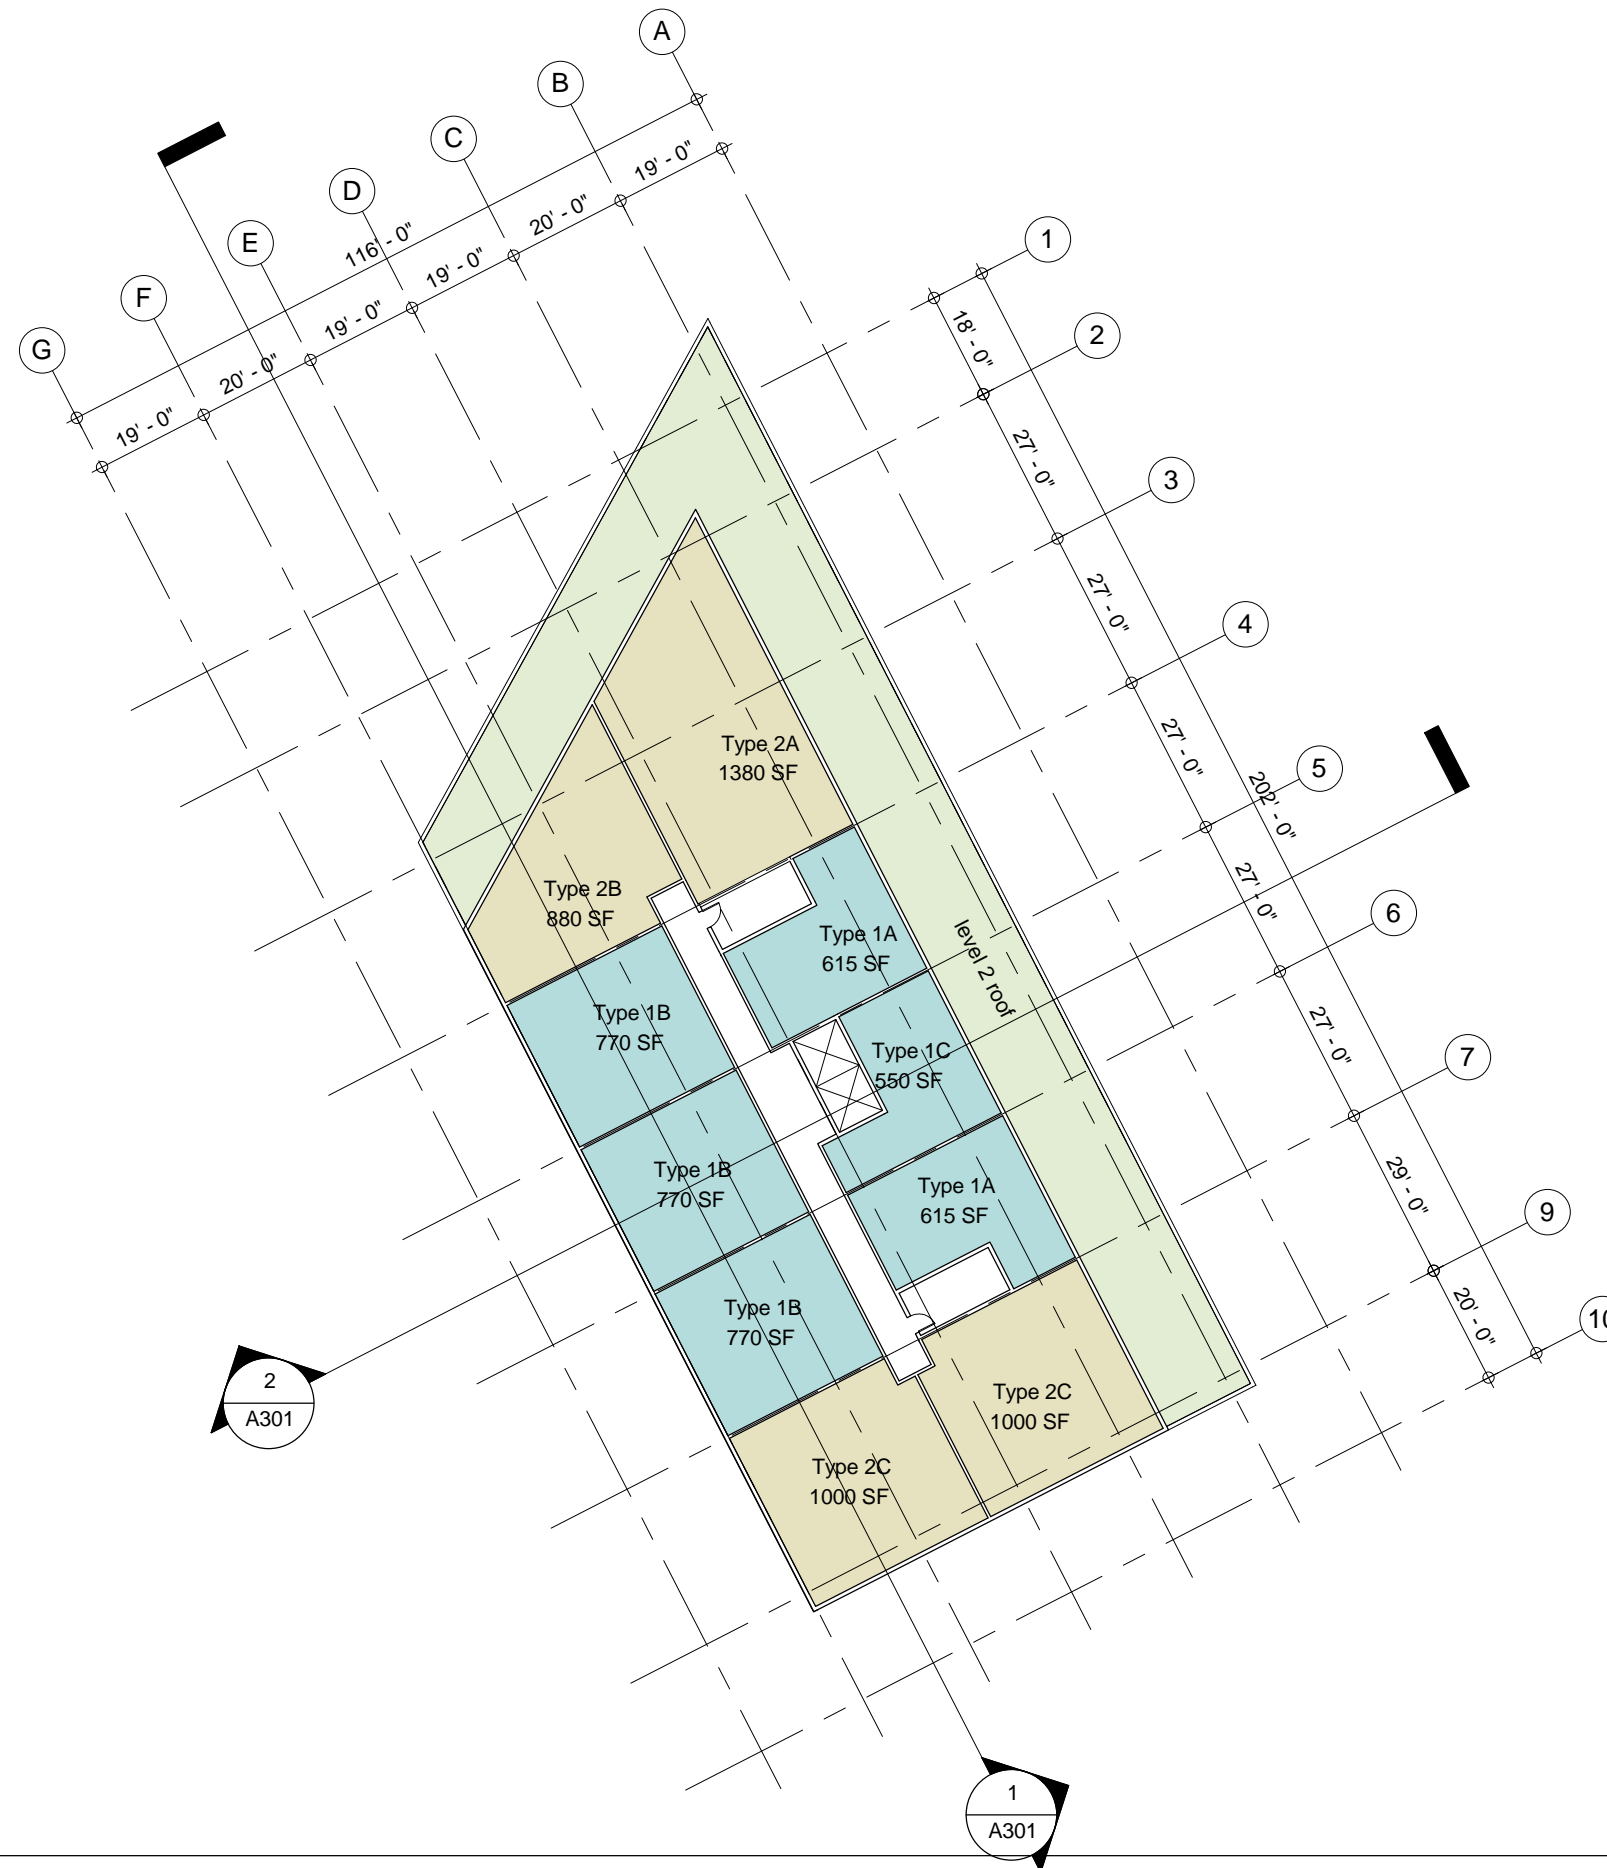 A
B
C
D
E
F
G
116' - 0"
19' - 0"
20' - 0"
19' - 0"
19' - 0"
20' - 0"
19' - 0"
1
2
3
4
5
6
7
9
10
18' - 0"
27' - 0"
27' - 0"
27' - 0"
27' - 0"
27' - 0"
29' - 0"
20' - 0"
202' - 0"
Type 2A
1380 SF
Type 2B
880 SF
Type 1A
615 SF
Type 1B
770 SF
Type 1C
550 SF
level 2 roof
Type 1B
770 SF
Type 1A
615 SF
Type 1B
770 SF
Type 2C
1000 SF
Type 2C
1000 SF
2
A301
1
A301